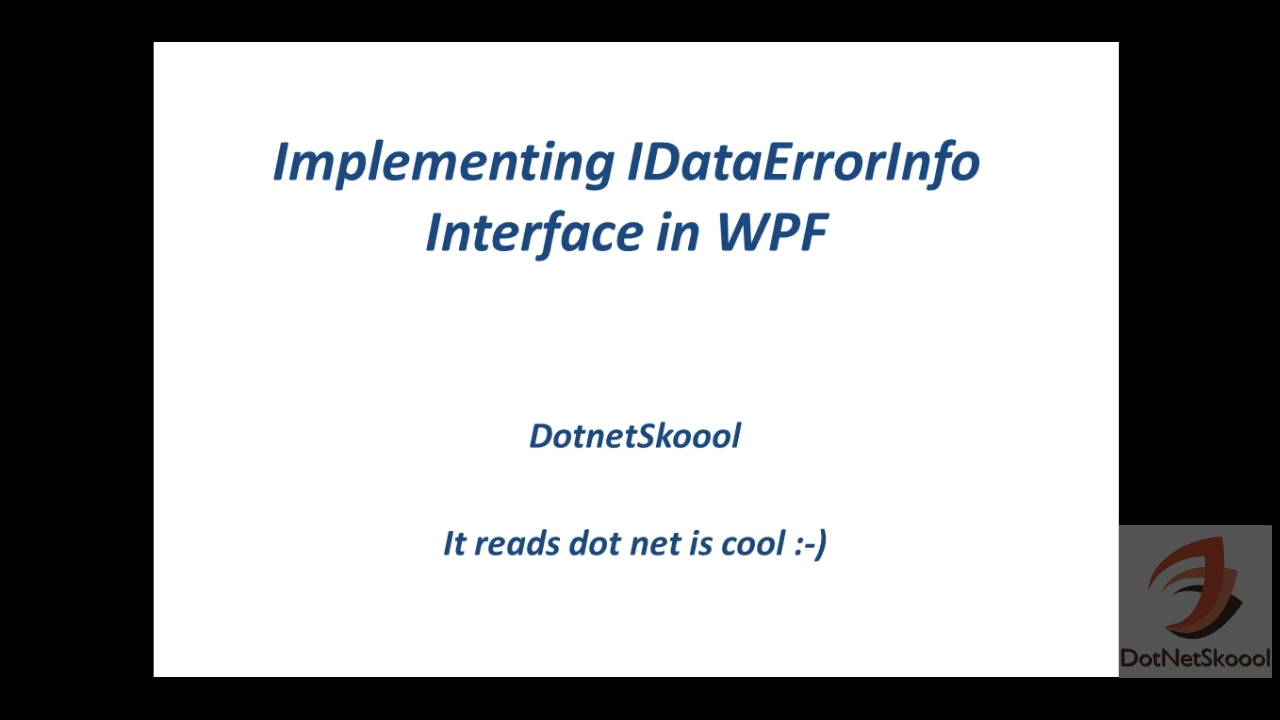 Implementing IDataErrorInfo
Interface in WPF
DotnetSkoool
It reads dot net is cool :-)
DotNetSkoool